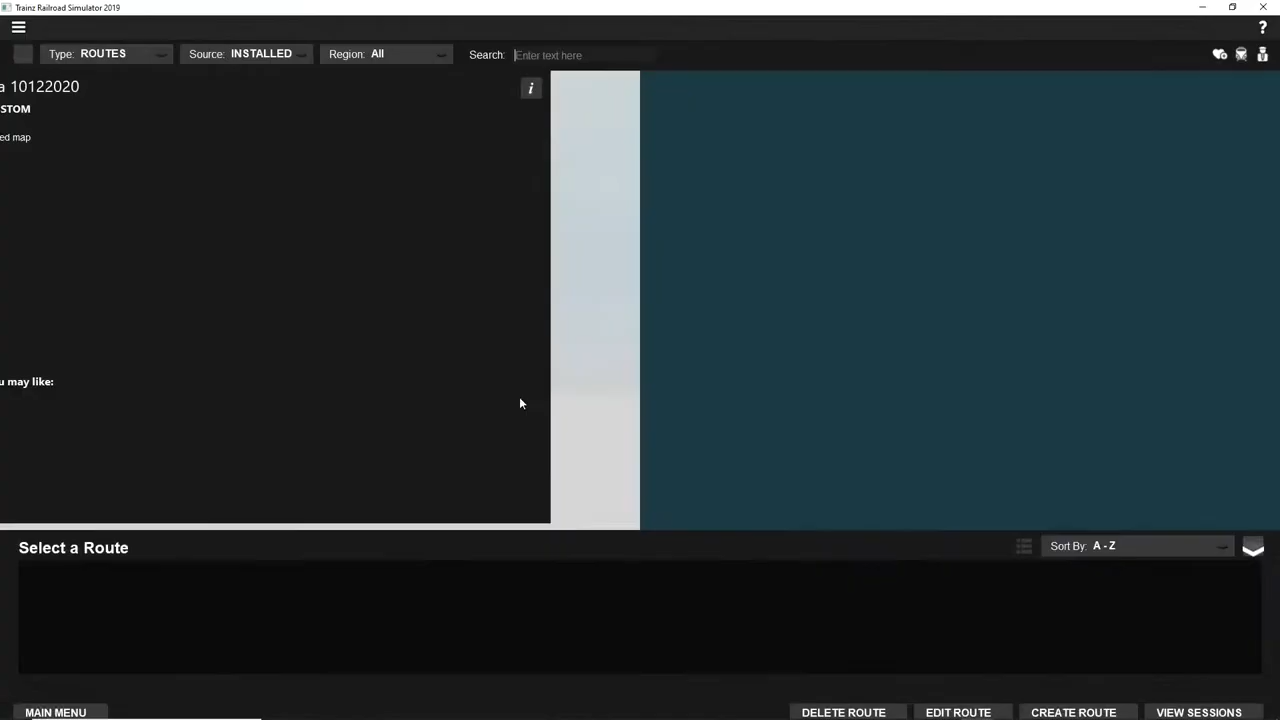 Trainz Railroad Simulator 2019
?
Type: ROUTES Source: INSTALLED Region: All Search: Enter text here
a 10122020
i
STOM
ed map
u may like:
Select a Route
Sort By: A - Z
MAIN MENU DELETE ROUTE EDIT ROUTE CREATE ROUTE VIEW SESSIONS